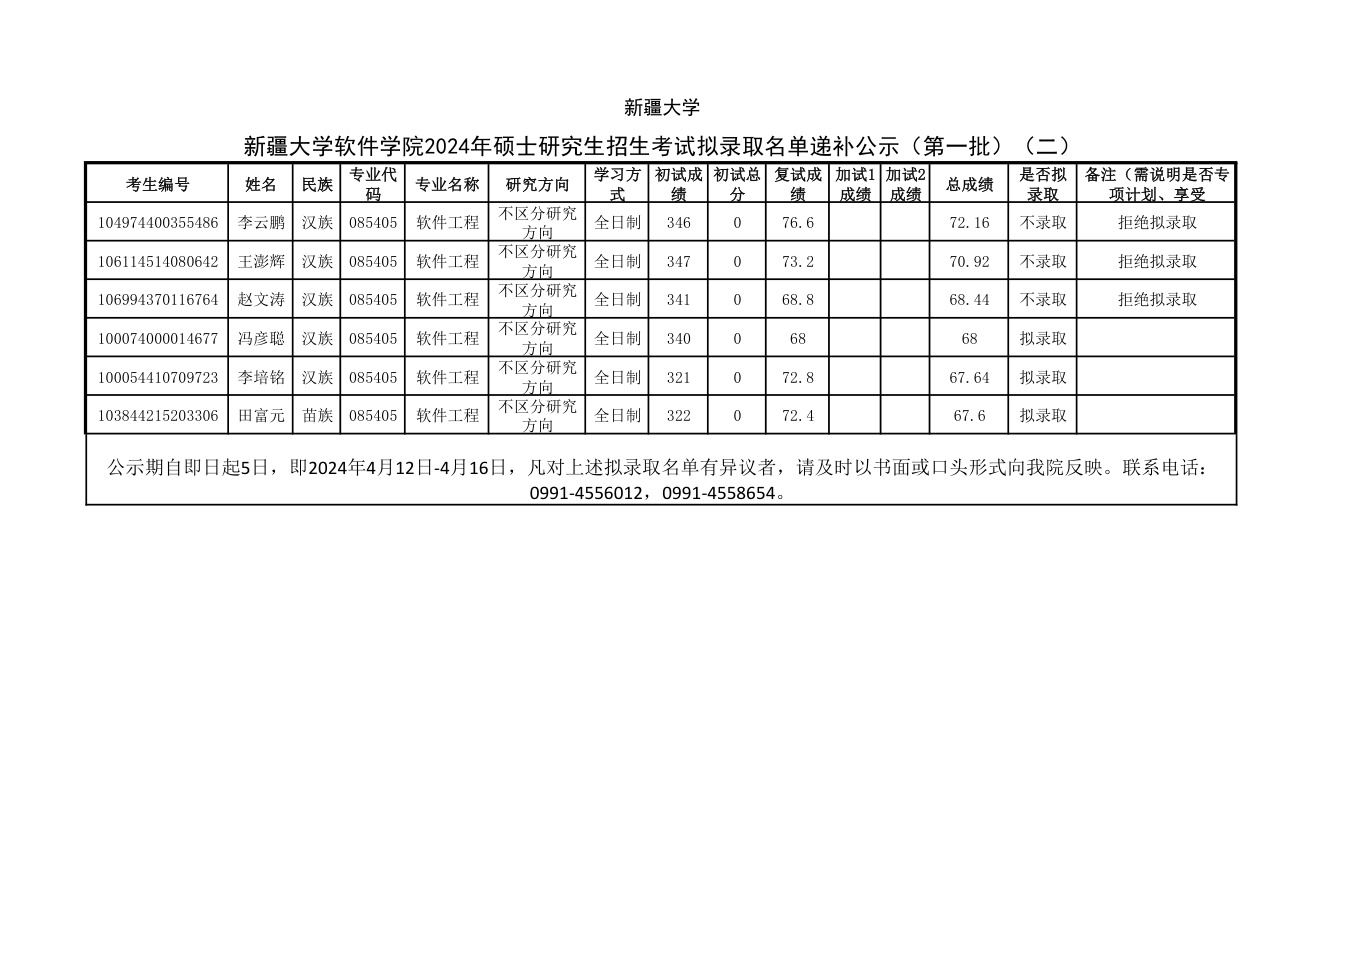 新疆大学
新疆大学软件学院2024年硕士研究生招生考试拟录取名单递补公示（第一批）（二）
考生编号 姓名 民族 专业代码 专业名称 研究方向 学习方式 初试成绩 初试总分 复试成绩 加试1成绩 加试2成绩 总成绩 是否拟录取 备注（需说明是否专项计划、享受
104974400355486 李云鹏 汉族 085405 软件工程 不区分研究方向 全日制 346 0 76.6 72.16 不录取 拒绝拟录取
106114514080642 王澎辉 汉族 085405 软件工程 不区分研究方向 全日制 347 0 73.2 70.92 不录取 拒绝拟录取
106994370116764 赵文涛 汉族 085405 软件工程 不区分研究方向 全日制 341 0 68.8 68.44 不录取 拒绝拟录取
100074000014677 冯彦聪 汉族 085405 软件工程 不区分研究方向 全日制 340 0 68 68 拟录取
100054410709723 李培铭 汉族 085405 软件工程 不区分研究方向 全日制 321 0 72.8 67.64 拟录取
103844215203306 田富元 苗族 085405 软件工程 不区分研究方向 全日制 322 0 72.4 67.6 拟录取
公示期自即日起5日，即2024年4月12日-4月16日，凡对上述拟录取名单有异议者，请及时以书面或口头形式向我院反映。联系电话：
0991-4556012，0991-4558654。